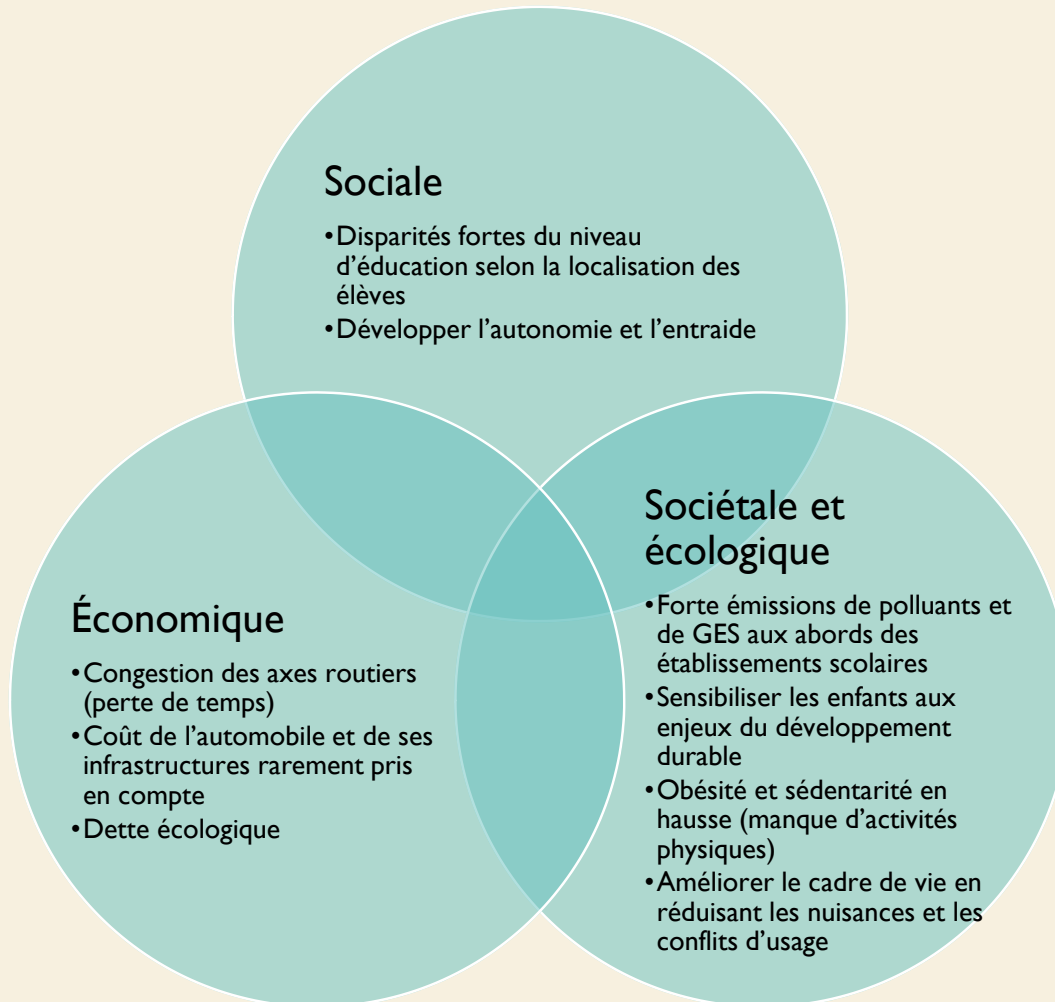 Sociale
•Disparités fortes du niveau
d'éducation selon la localisation des
élèves
•Développer l'autonomie et l'entraide
Économique
•Congestion des axes routiers
(perte de temps)
•Coût de l'automobile et de ses
infrastructures rarement pris
en compte
•Dette écologique
Sociétale et
écologique
•Forte émissions de polluants et
de GES aux abords des
établissements scolaires
•Sensibiliser les enfants aux
enjeux du développement
durable
•Obésité et sédentarité en
hausse (manque d'activités
physiques)
•Améliorer le cadre de vie en
réduisant les nuisances et les
conflits d'usage